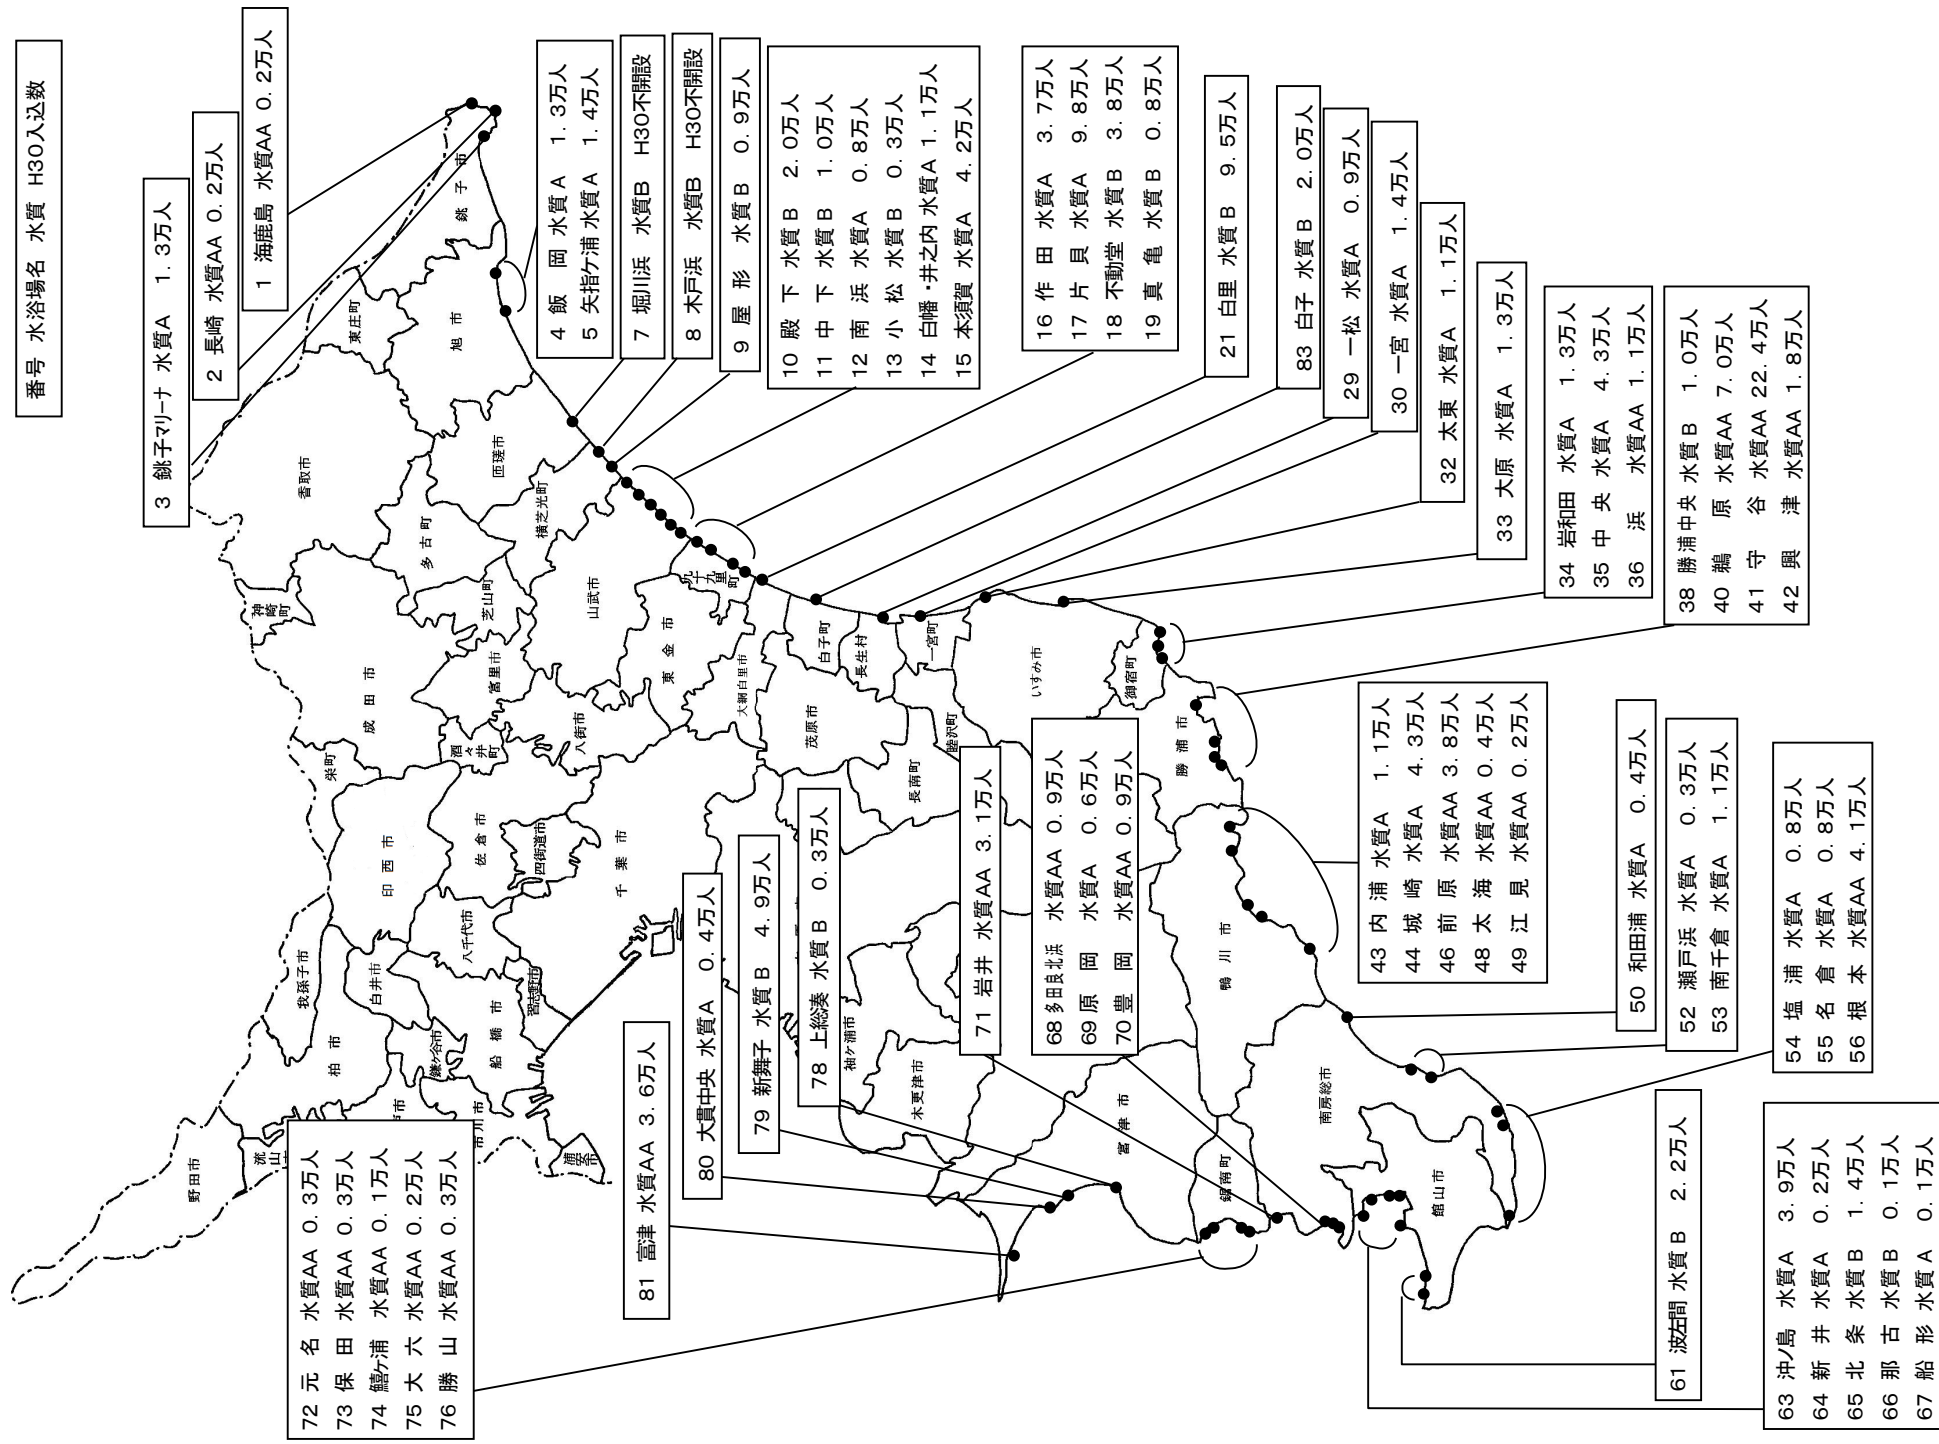 番号 水浴場名 水質 H30入込数
1 海鹿島 水質AA 0.2万人
2 長崎 水質AA 0.2万人
3 銚子マリーナ 水質A 1.3万人
4 飯岡 水質A 1.3万人
5 矢指ケ浦 水質A 1.4万人
7 堀川浜 水質B H30不開設
8 木戸浜 水質B H30不開設
9 屋形 水質B 0.9万人
10 殿下 水質B 2.0万人
11 中下 水質B 1.0万人
12 南浜 水質A 0.8万人
13 小松 水質B 0.3万人
14 白幡・井之内 水質A 1.1万人
15 本須賀 水質A 4.2万人
16 作田 水質A 3.7万人
17 片貝 水質A 9.8万人
18 不動堂 水質B 3.8万人
19 真亀 水質B 0.8万人
21 白里 水質B 9.5万人
83 白子 水質B 2.0万人
29 一松 水質A 0.9万人
30 一宮 水質A 1.4万人
32 太東 水質A 1.1万人
33 大原 水質A 1.3万人
34 岩和田 水質A 1.3万人
35 中央 水質A 4.3万人
36 浜 水質AA 1.1万人
38 勝浦中央 水質B 1.0万人
40 鵜原 水質AA 7.0万人
41 守谷 水質AA 22.4万人
42 興津 水質AA 1.8万人
43 内浦 水質A 1.1万人
44 城崎 水質A 4.3万人
46 前原 水質AA 3.8万人
48 太海 水質AA 0.4万人
49 江見 水質AA 0.2万人
50 和田浦 水質A 0.4万人
52 瀬戸浜 水質A 0.3万人
53 南千倉 水質A 1.1万人
54 塩浦 水質A 0.8万人
55 名倉 水質A 0.8万人
56 根本 水質AA 4.1万人
61 波左間 水質B 2.2万人
63 沖ノ島 水質A 3.9万人
64 新井 水質A 0.2万人
65 北条 水質B 1.4万人
66 那古 水質B 0.1万人
67 船形 水質A 0.1万人
68 多田良北浜 水質AA 0.9万人
69 原岡 水質A 0.6万人
70 豊岡 水質AA 0.9万人
71 岩井 水質AA 3.1万人
72 元名 水質AA 0.3万人
73 保田 水質AA 0.3万人
74 鱚ケ浦 水質AA 0.1万人
75 大六 水質AA 0.2万人
76 勝山 水質AA 0.3万人
78 上総湊 水質B 0.3万人
79 新舞子 水質B 4.9万人
80 大貫中央 水質A 0.4万人
81 富津 水質AA 3.6万人
野田市
流山
柏市
我孫子市
白井市
鎌ケ谷市
船橋市
市川市
浦安市
習志野市
八千代市
印西市
佐倉市
四街道市
千葉市
栄町
成田市
神崎町
香取市
東庄町
銚子市
旭市
匝瑳市
多古町
横芝光町
芝山町
富里市
酒々井町
八街市
山武市
東金市
九十九里町
大網白里市
茂原市
白子町
長生村
一宮町
睦沢町
長南町
いすみ市
御宿町
勝浦市
鴨川市
南房総市
館山市
鋸南町
富津市
木更津市
袖ケ浦市